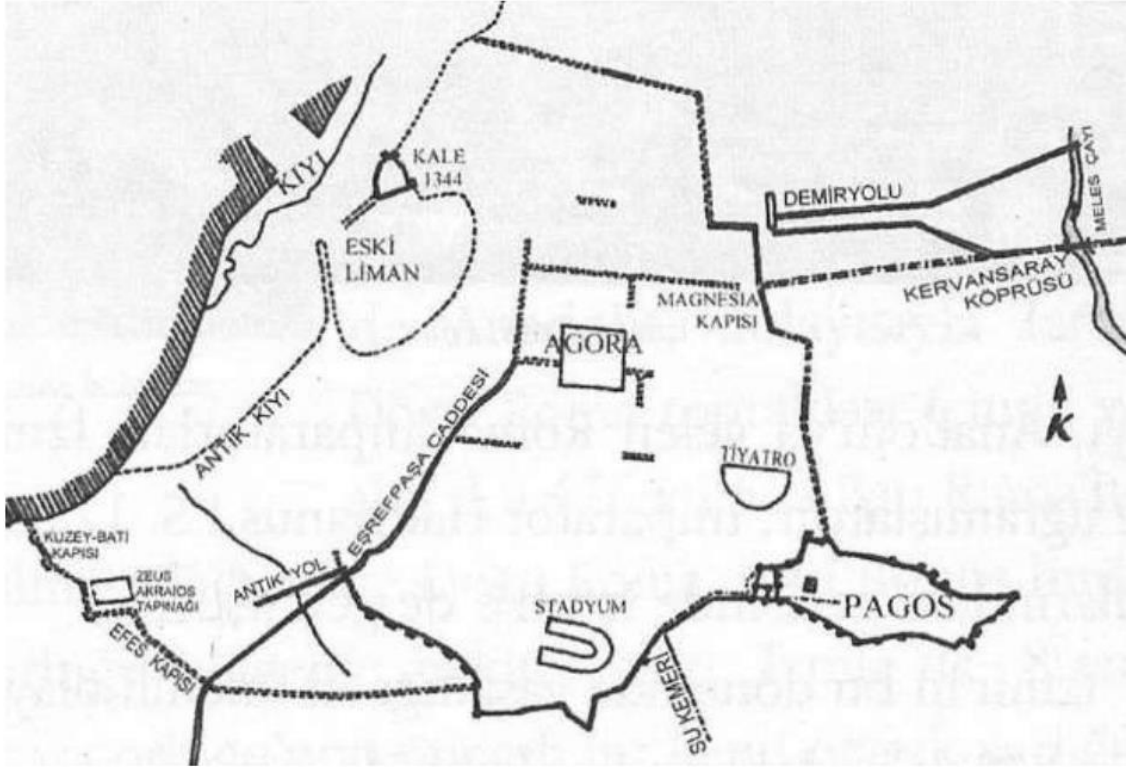 KIYI
KALE
1344
ESKİ
LİMAN
DEMİRYOLU
MELES ÇAYI
KERVANSARAY
KÖPRÜSÜ
MAGNESIA
KAPISI
AGORA
K
ANTİK KIYI
EŞREFPAŞA CADDESİ
TİYATRO
KUZEY-BATI
KAPISI
ZEUS
AKRAIOS
TAPINAĞI
EFES KAPISI
ANTİK YOL
STADYUM
PAGOS
SU KEMERİ